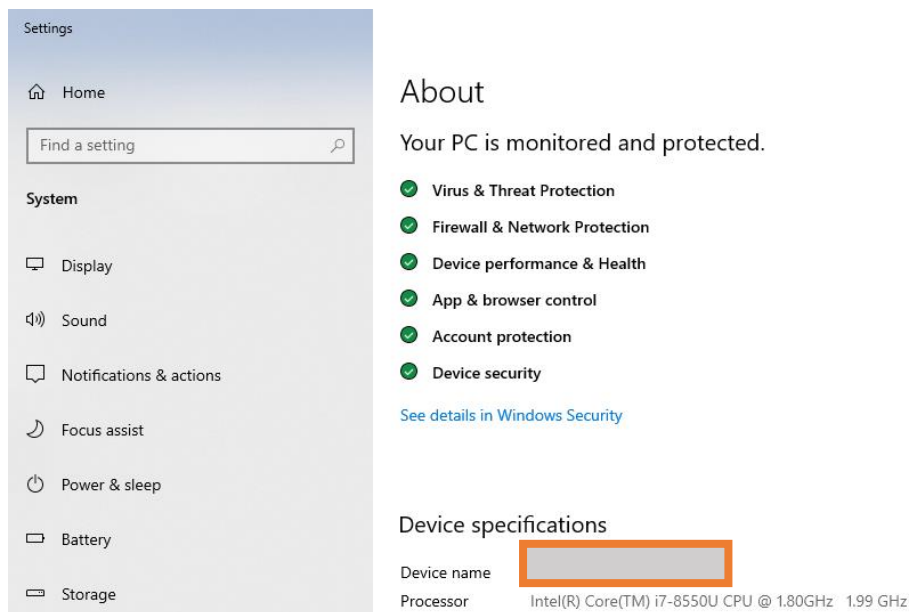 Settings
Home
Find a setting
System
Display
Sound
Notifications & actions
Focus assist
Power & sleep
Battery
Storage
About
Your PC is monitored and protected.
Virus & Threat Protection
Firewall & Network Protection
Device performance & Health
App & browser control
Account protection
Device security
See details in Windows Security
Device specifications
Device name
Processor Intel(R) Core(TM) i7-8550U CPU @ 1.80GHz 1.99 GHz